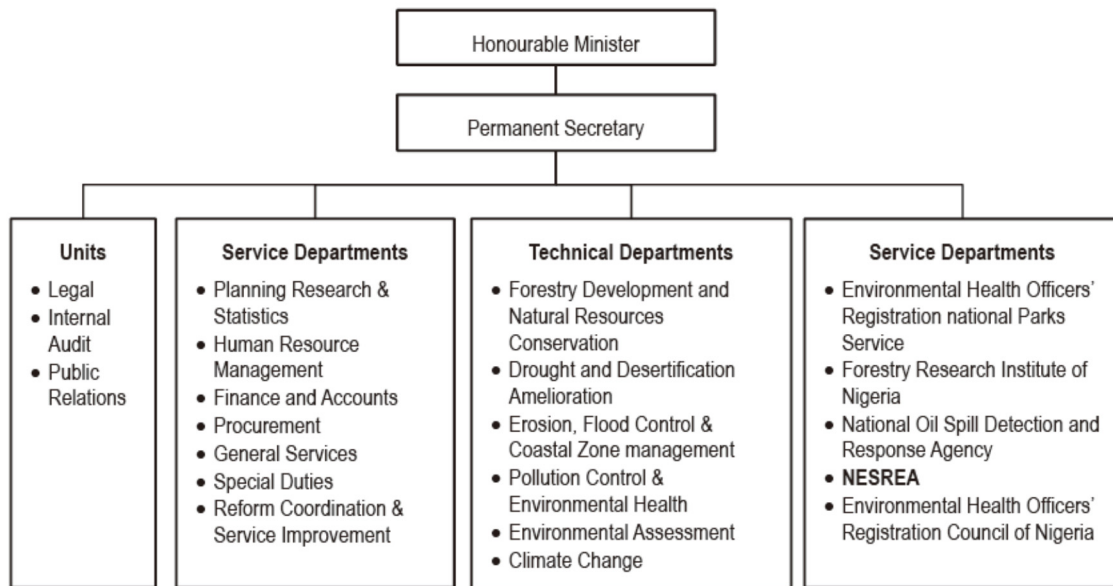 Honourable Minister
Permanent Secretary
Units
• Legal
• Internal
Audit
• Public
Relations
Service Departments
• Planning Research &
Statistics
• Human Resource
Management
• Finance and Accounts
• Procurement
• General Services
• Special Duties
• Reform Coordination &
Service Improvement
Technical Departments
• Forestry Development and
Natural Resources
Conservation
• Drought and Desertification
Amelioration
• Erosion, Flood Control &
Coastal Zone management
• Pollution Control &
Environmental Health
• Environmental Assessment
• Climate Change
Service Departments
• Environmental Health Officers’
Registration national Parks
Service
• Forestry Research Institute of
Nigeria
• National Oil Spill Detection and
Response Agency
• NESREA
• Environmental Health Officers’
Registration Council of Nigeria